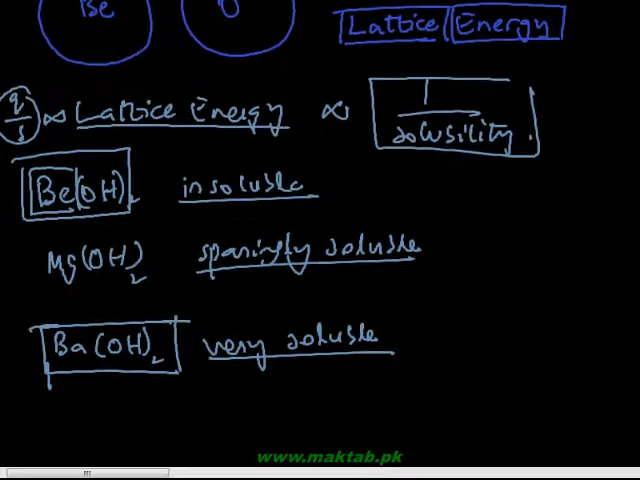 Be O
Lattice Energy
q/s ∝ Lattice Energy ∝ 1/solusility.
Be(OH)₂ insoluble
Mg(OH)₂ sparingly soluble
Ba(OH)₂ very soluble
www.maktab.pk